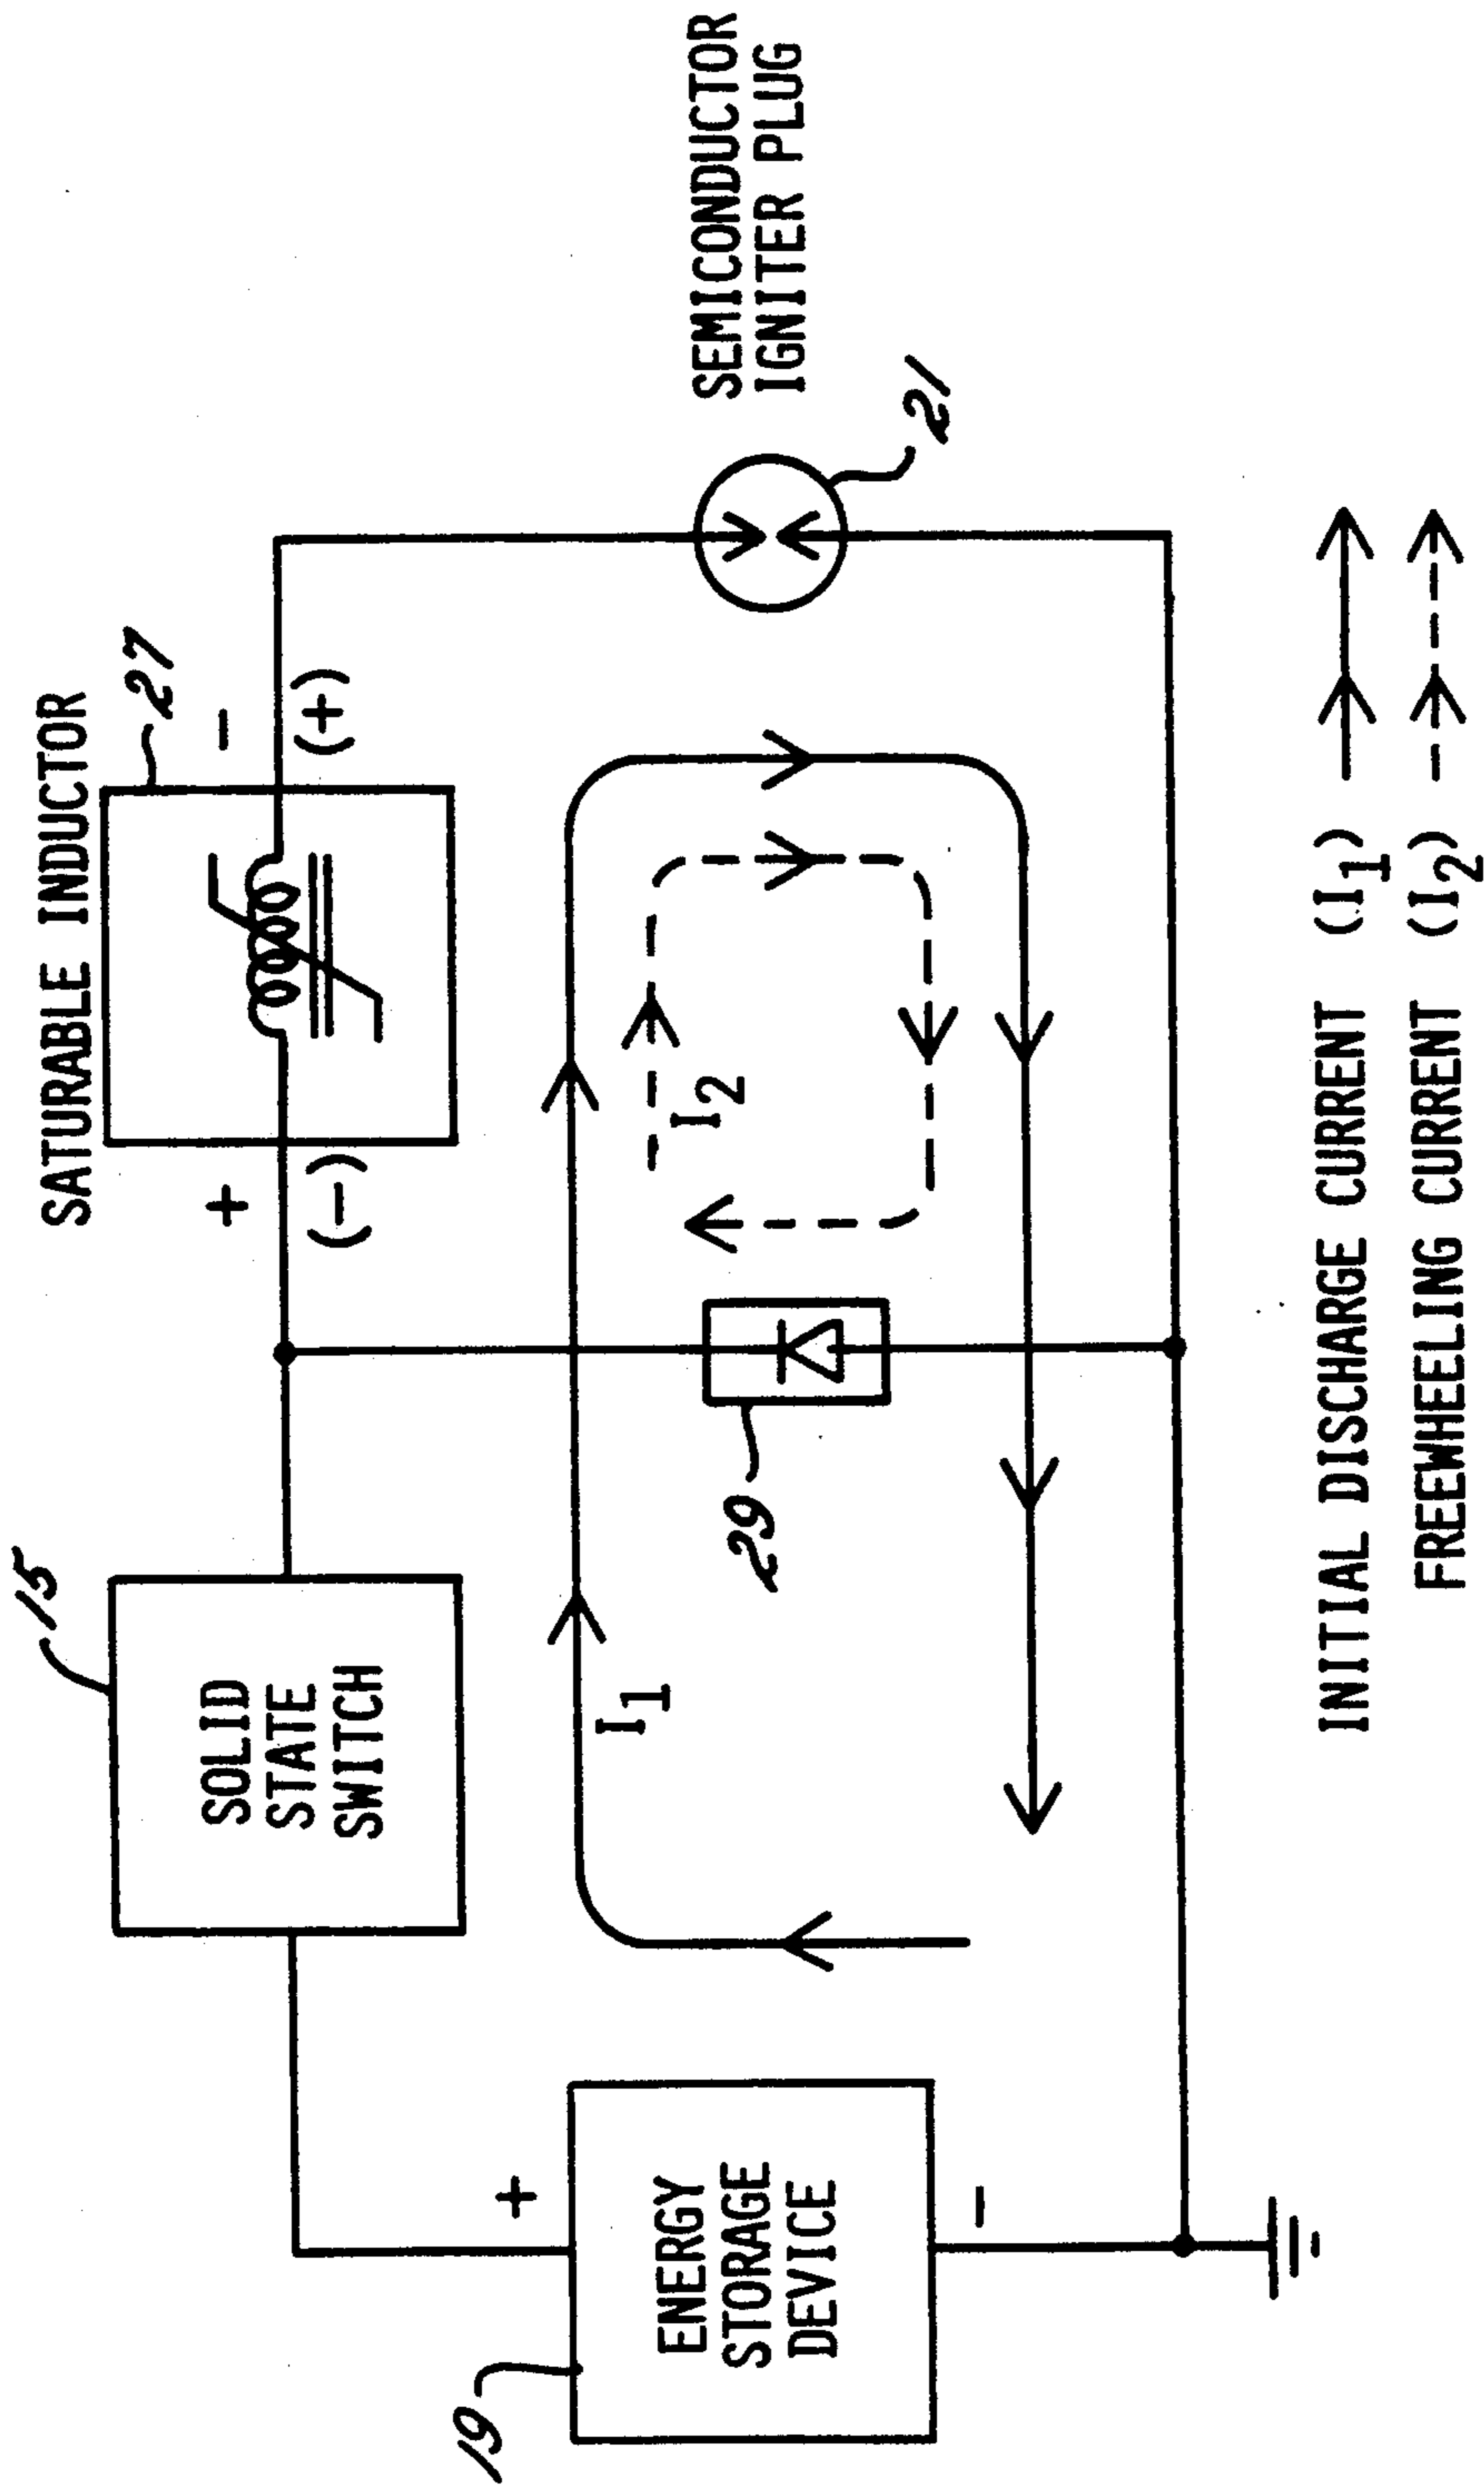 SATURABLE INDUCTOR
27
15
+
-
(-)
(+)
SOLID
STATE
SWITCH
19
+
ENERGY
STORAGE
DEVICE
-
I1
I2
29
21
SEMICONDUCTOR
IGNITER PLUG
INITIAL DISCHARGE CURRENT (I1)
FREEWHEELING CURRENT (I2)